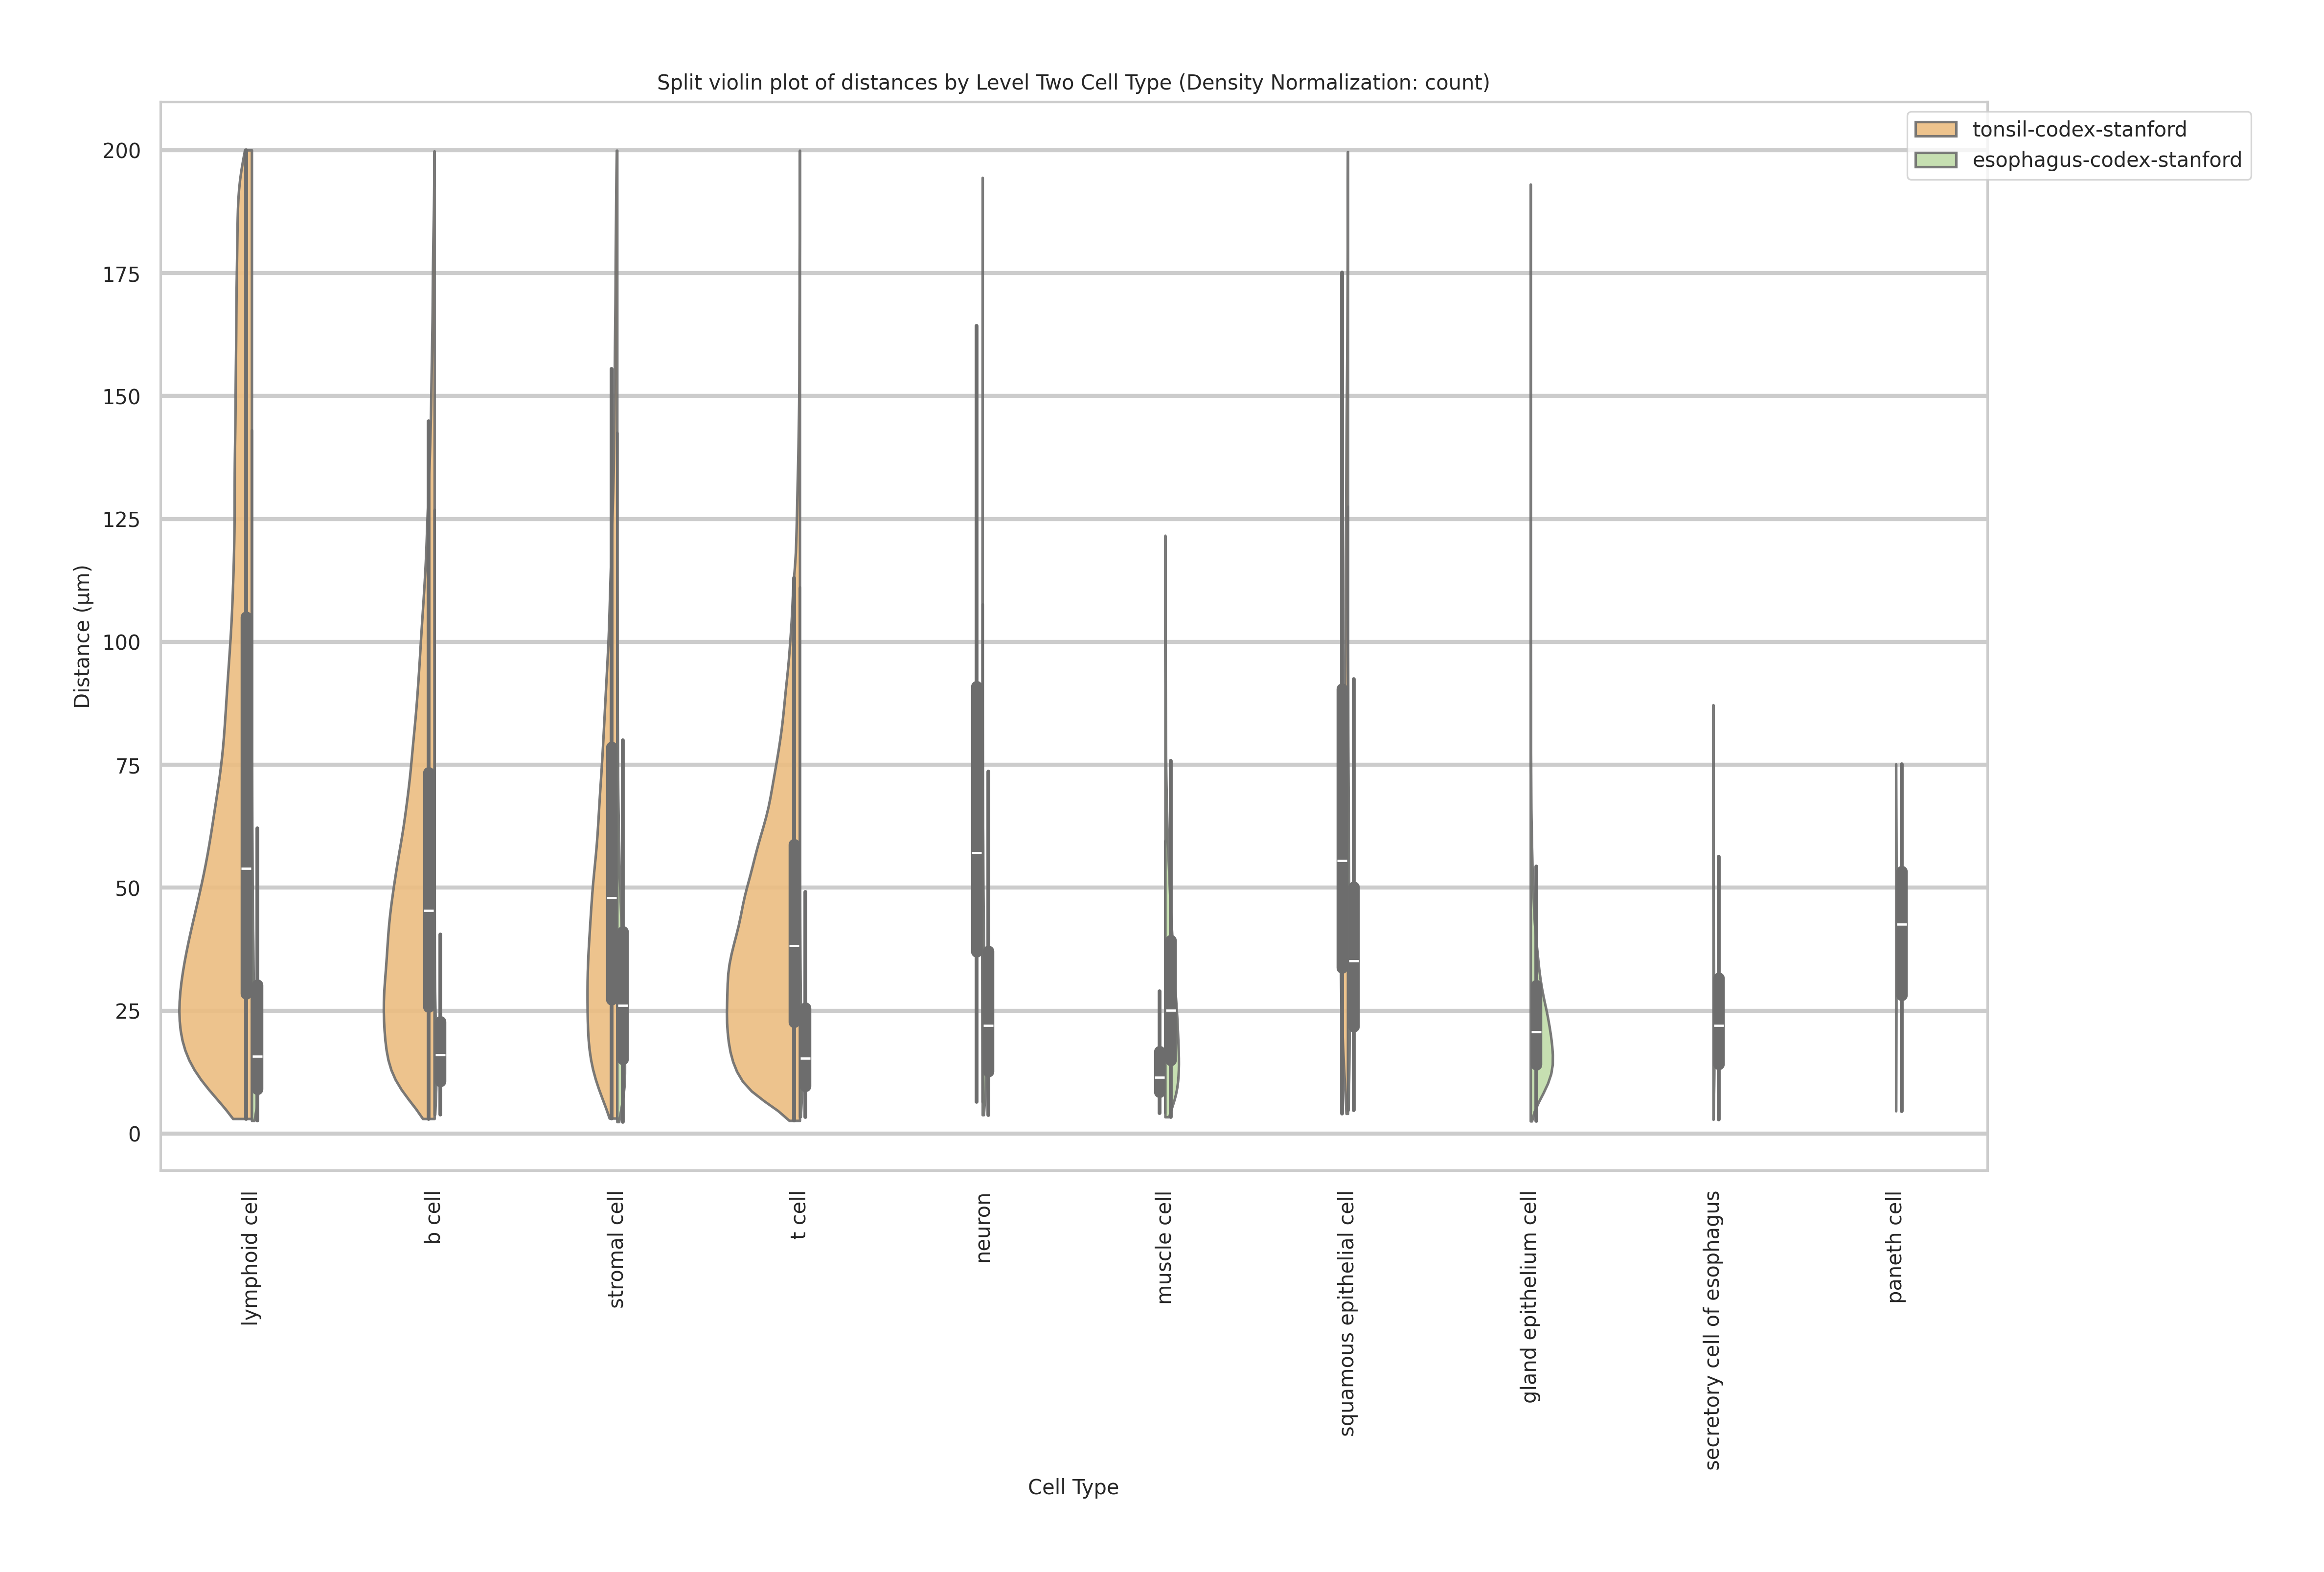 Split violin plot of distances by Level Two Cell Type (Density Normalization: count)
tonsil-codex-stanford
esophagus-codex-stanford
Distance (µm)
200
175
150
125
100
75
50
25
0
lymphoid cell
b cell
stromal cell
t cell
neuron
muscle cell
squamous epithelial cell
gland epithelium cell
secretory cell of esophagus
paneth cell
Cell Type